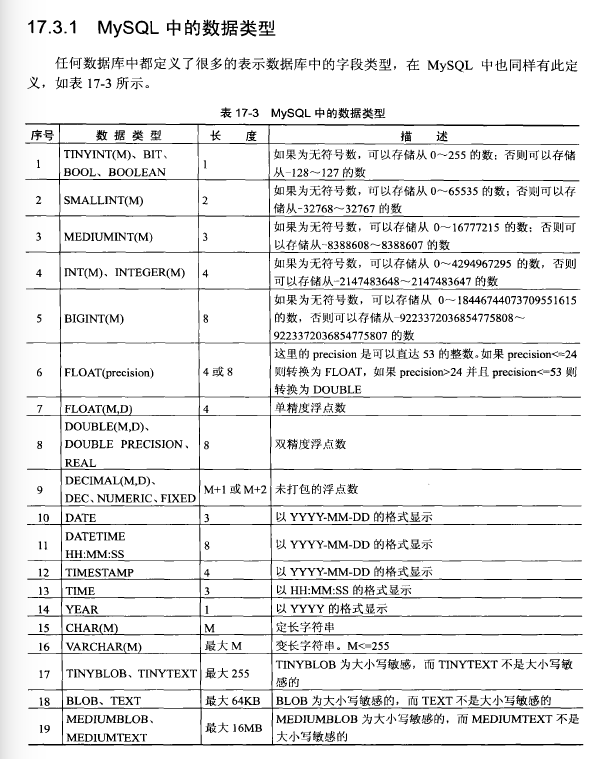 17.3.1 MySQL 中的数据类型
任何数据库中都定义了很多的表示数据库中的字段类型，在 MySQL 中也同样有此定
义，如表 17-3 所示。
表 17-3 MySQL 中的数据类型
序号 数 据 类 型 长 度 描 述
1 TINYINT(M)、BIT、BOOL、BOOLEAN 1 如果为无符号数，可以存储从 0～255 的数；否则可以存储
从-128～127 的数
2 SMALLINT(M) 2 如果为无符号数，可以存储从 0～65535 的数；否则可以存
储从-32768～32767 的数
3 MEDIUMINT(M) 3 如果为无符号数，可以存储从 0～16777215 的数；否则可
以存储从-8388608～8388607 的数
4 INT(M)、INTEGER(M) 4 如果为无符号数，可以存储从 0～4294967295 的数，否则
可以存储从-2147483648～2147483647 的数
5 BIGINT(M) 8 如果为无符号数，可以存储从 0～18446744073709551615
的数，否则可以存储从-9223372036854775808～
9223372036854775807 的数
6 FLOAT(precision) 4 或 8 这里的 precision 是可以直达 53 的整数。如果 precision<=24
则转换为 FLOAT，如果 precision>24 并且 precision<=53 则
转换为 DOUBLE
7 FLOAT(M,D) 4 单精度浮点数
8 DOUBLE(M,D)、
DOUBLE PRECISION、
REAL 8 双精度浮点数
9 DECIMAL(M,D)、
DEC、NUMERIC、FIXED M+1 或 M+2 未打包的浮点数
10 DATE 3 以 YYYY-MM-DD 的格式显示
11 DATETIME
HH:MM:SS 8 以 YYYY-MM-DD 的格式显示
12 TIMESTAMP 4 以 YYYY-MM-DD 的格式显示
13 TIME 3 以 HH:MM:SS 的格式显示
14 YEAR 1 以 YYYY 的格式显示
15 CHAR(M) M 定长字符串
16 VARCHAR(M) 最大 M 变长字符串。M<=255
17 TINYBLOB、TINYTEXT 最大 255 TINYBLOB 为大小写敏感，而 TINYTEXT 不是大小写敏
感的
18 BLOB、TEXT 最大 64KB BLOB 为大小写敏感的，而 TEXT 不是大小写敏感的
19 MEDIUMBLOB、
MEDIUMTEXT 最大 16MB MEDIUMBLOB 为大小写敏感的，而 MEDIUMTEXT 不是
大小写敏感的